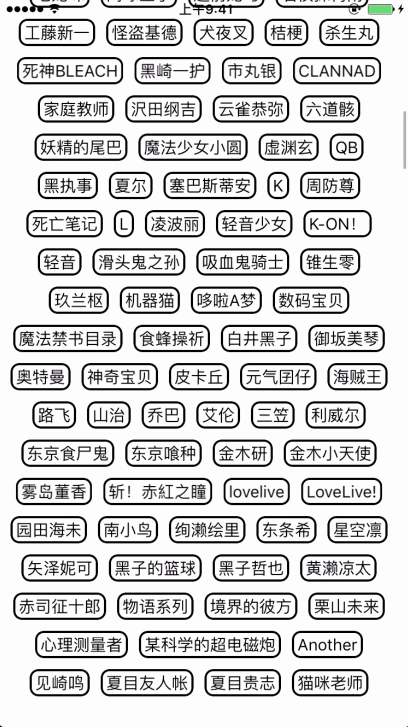 上午9:41
工藤新一 怪盗基德 犬夜叉 桔梗 杀生丸
死神BLEACH 黑崎一护 市丸银 CLANNAD
家庭教师 沢田纲吉 云雀恭弥 六道骸
妖精的尾巴 魔法少女小圆 虚渊玄 QB
黑执事 夏尔 塞巴斯蒂安 K 周防尊
死亡笔记 L 凌波丽 轻音少女 K-ON！
轻音 滑头鬼之孙 吸血鬼骑士 锥生零
玖兰枢 机器猫 哆啦A梦 数码宝贝
魔法禁书目录 食蜂操祈 白井黑子 御坂美琴
奥特曼 神奇宝贝 皮卡丘 元气囝仔 海贼王
路飞 山治 乔巴 艾伦 三笠 利威尔
东京食尸鬼 东京喰种 金木研 金木小天使
雾岛董香 斩！赤紅之瞳 lovelive LoveLive!
园田海未 南小鸟 绚濑绘里 东条希 星空凛
矢泽妮可 黑子的篮球 黑子哲也 黄濑凉太
赤司征十郎 物语系列 境界的彼方 栗山未来
心理测量者 某科学的超电磁炮 Another
见崎鸣 夏目友人帐 夏目贵志 猫咪老师